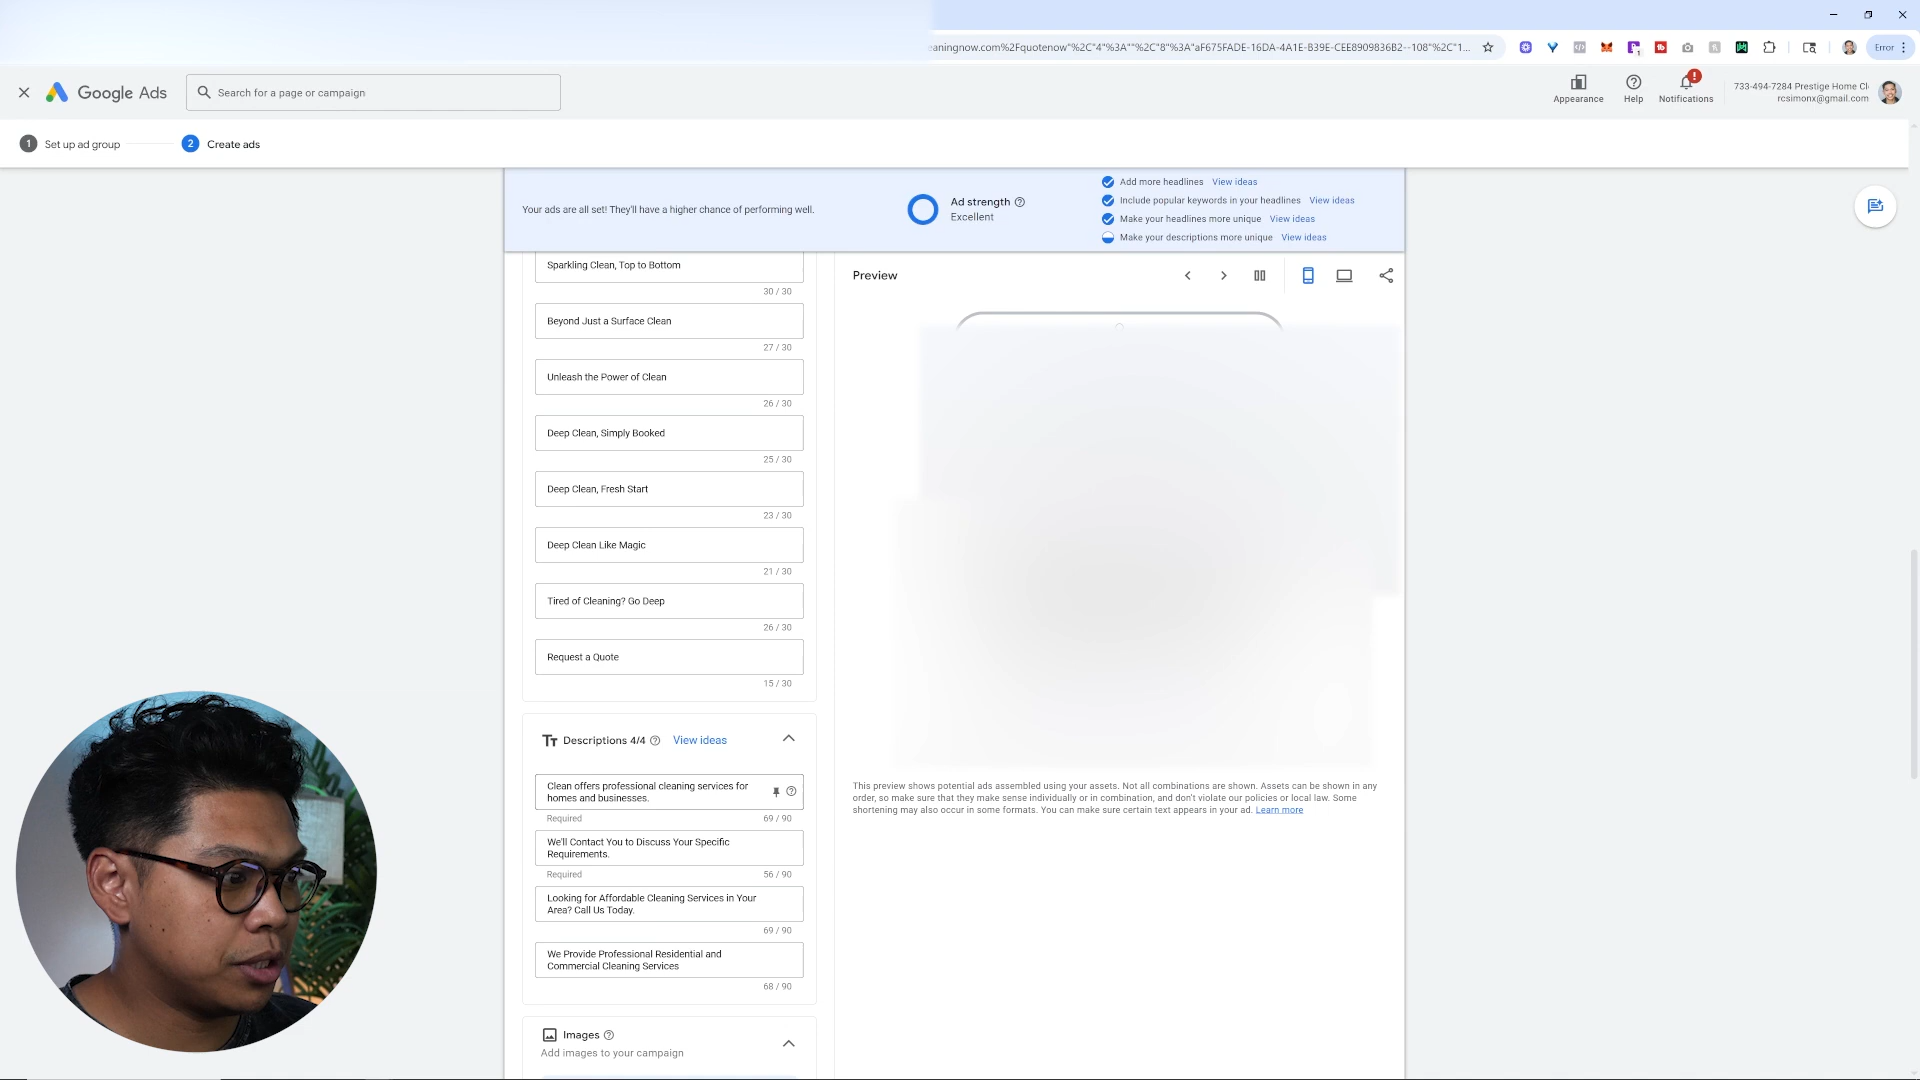 eaningnow.com%2Fquotenow"%2C"4"%3A""%2C"8"%3A"aF675FADE-16DA-4A1E-B39E-CEE8909836B2--108"%2C"1...
Error
Google Ads
Search for a page or campaign
Appearance
Help
Notifications
733-494-7284 Prestige Home Cl
rcsimonx@gmail.com
1 Set up ad group
2 Create ads
Your ads are all set! They'll have a higher chance of performing well.
Ad strength
Excellent
Add more headlines View ideas
Include popular keywords in your headlines View ideas
Make your headlines more unique View ideas
Make your descriptions more unique View ideas
Sparkling Clean, Top to Bottom
30 / 30
Beyond Just a Surface Clean
27 / 30
Unleash the Power of Clean
26 / 30
Deep Clean, Simply Booked
25 / 30
Deep Clean, Fresh Start
23 / 30
Deep Clean Like Magic
21 / 30
Tired of Cleaning? Go Deep
26 / 30
Request a Quote
15 / 30
Descriptions 4/4 View ideas
Clean offers professional cleaning services for
homes and businesses.
Required 69 / 90
We'll Contact You to Discuss Your Specific
Requirements.
Required 56 / 90
Looking for Affordable Cleaning Services in Your
Area? Call Us Today.
69 / 90
We Provide Professional Residential and
Commercial Cleaning Services
68 / 90
Images
Add images to your campaign
Preview
This preview shows potential ads assembled using your assets. Not all combinations are shown. Assets can be shown in any
order, so make sure that they make sense individually or in combination, and don't violate our policies or local law. Some
shortening may also occur in some formats. You can make sure certain text appears in your ad. Learn more